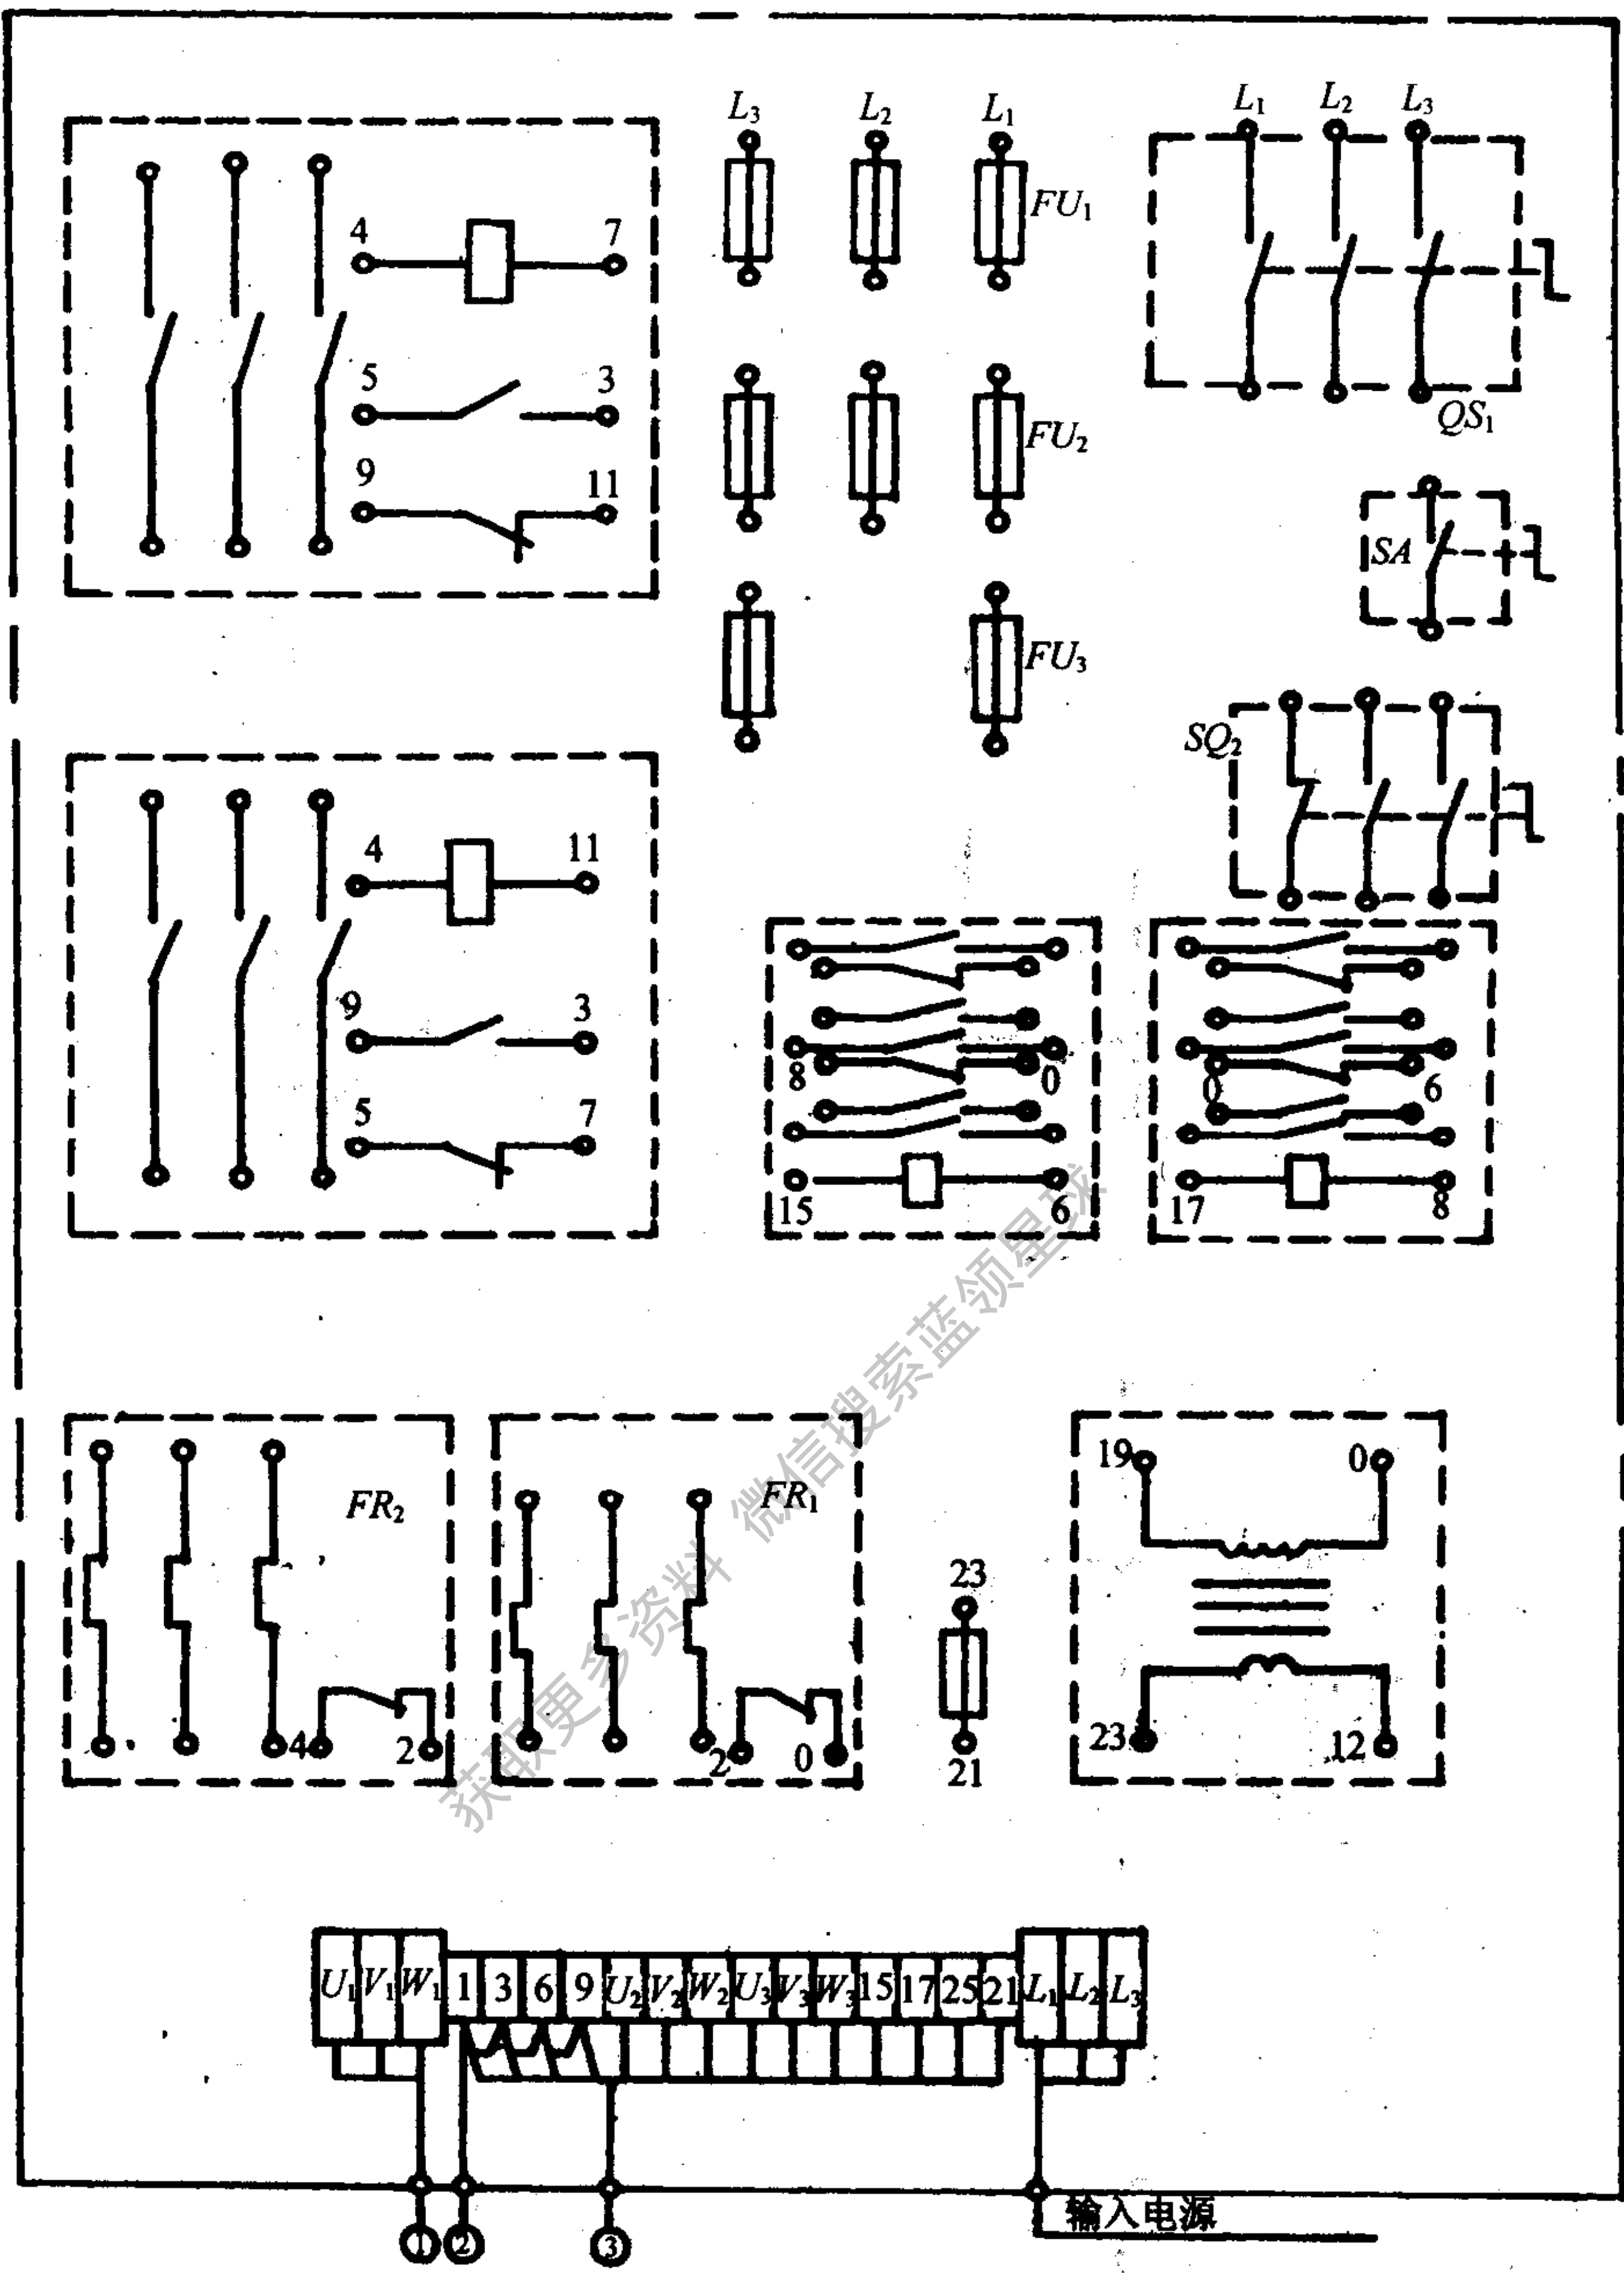 L₃ L₂ L₁
L₁ L₂ L₃
4 7
FU₁
5 3
QS₁
9 11
FU₂
SA
FU₃
SQ₂
4 11
9 3
8 0
0 6
5 7
15 6
17 8
19 0
FR₂
FR₁
23
4 2
2 0
21
23 12
U₁ V₁ W₁ 1 3 6 9 U₂ V₂ W₂ U₃ V₃ W₃ 15 17 25 21 L₁ L₂ L₃
输入电源
① ② ③
获取更多资料 微信搜索蓝领星球